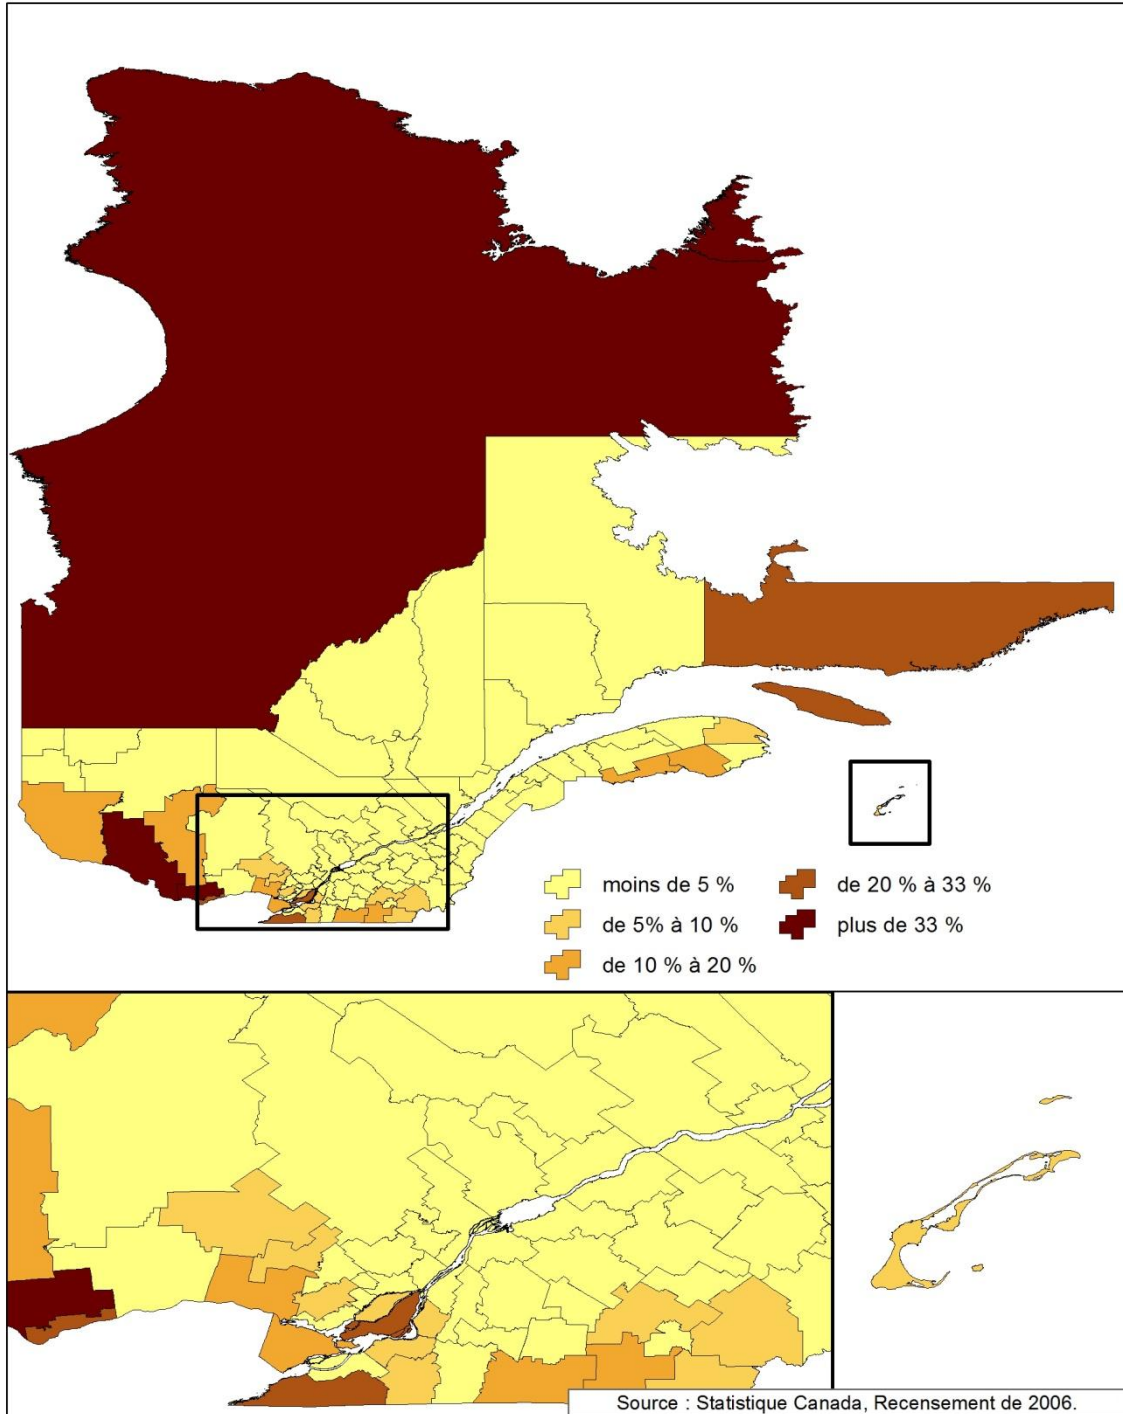 moins de 5 %
de 5% à 10 %
de 10 % à 20 %
de 20 % à 33 %
plus de 33 %
Source : Statistique Canada, Recensement de 2006.